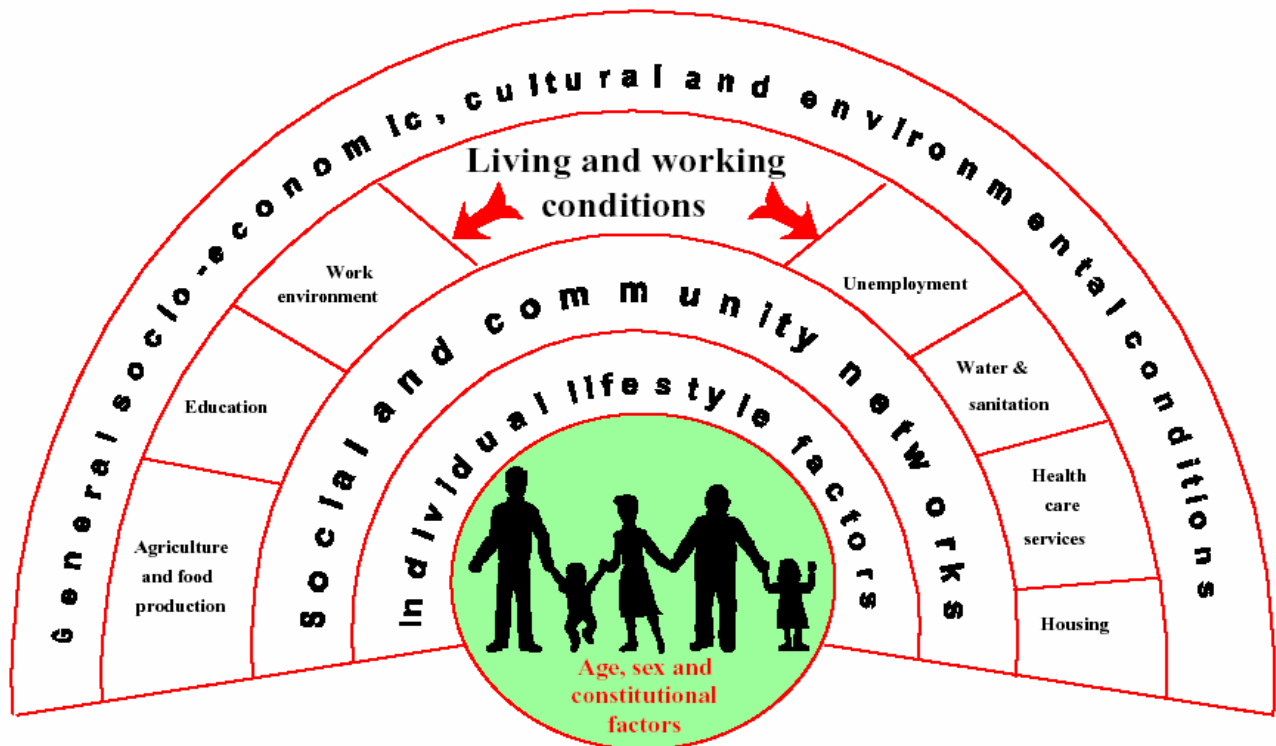 General socio-economic, cultural and environmental conditions
Living and working
conditions
Work
environment
Education
Agriculture
and food
production
Unemployment
Water &
sanitation
Health
care
services
Housing
Social and community networks
Individual lifestyle factors
Age, sex and
constitutional
factors